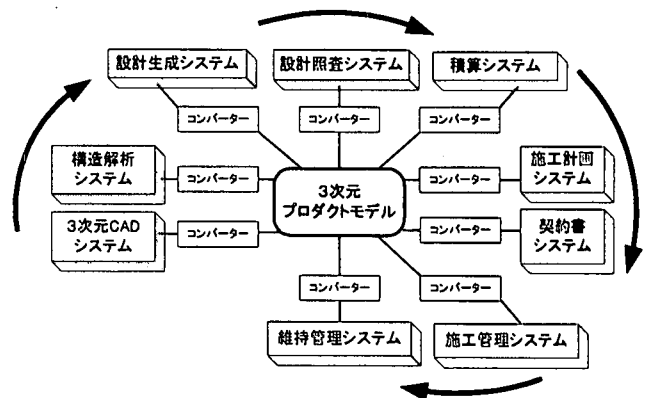 設計生成システム
設計照査システム
積算システム
コンバーター
コンバーター
コンバーター
構造解析
システム
コンバーター
3次元
プロダクトモデル
コンバーター
施工計画
システム
3次元CAD
システム
コンバーター
コンバーター
契約書
システム
コンバーター
コンバーター
維持管理システム
施工管理システム